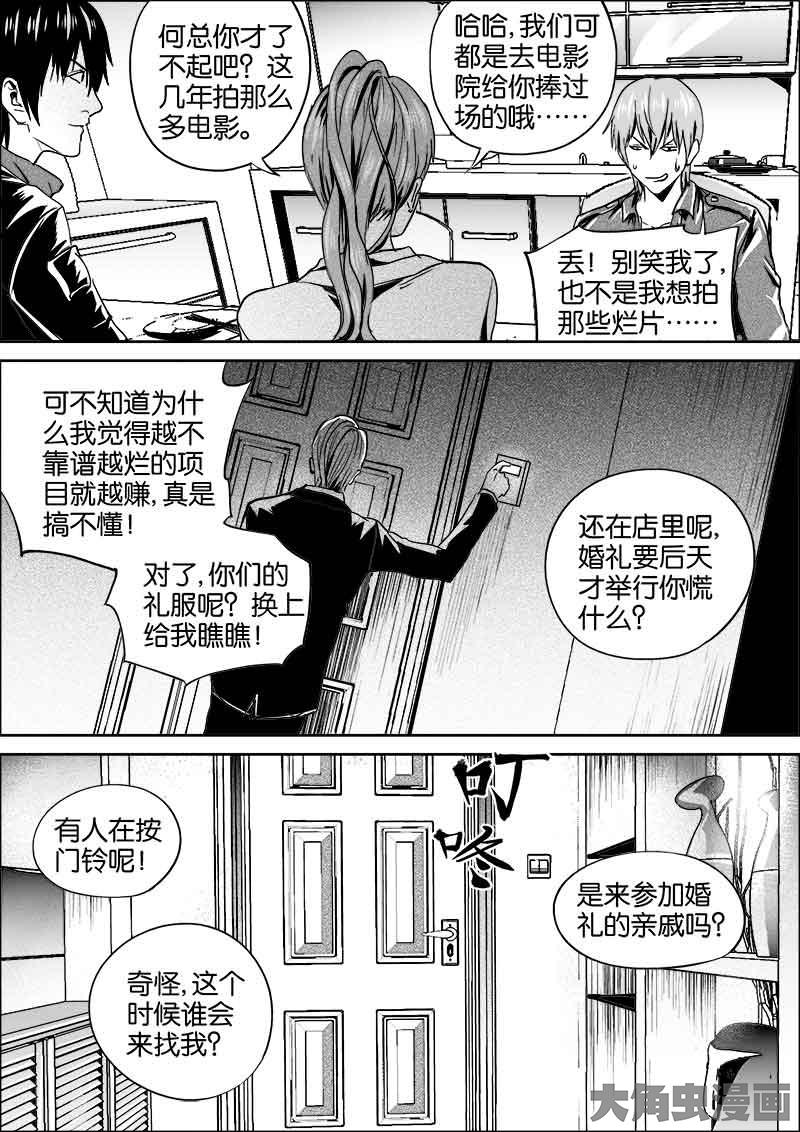 何总你才了
不起吧？这
几年拍那么
多电影。
哈哈，我们可
都是去电影
院给你捧过
场的哦……
丢！别笑我了，
也不是我想拍
那些烂片……
可不知道为什
么我觉得越不
靠谱越烂的项
目就越赚，真是
搞不懂！
对了，你们的
礼服呢？换上
给我瞧瞧！
还在店里呢，
婚礼要后天
才举行你慌
什么？
叮
咚
有人在按
门铃呢！
是来参加婚
礼的亲戚吗？
奇怪，这个
时候谁会
来找我？
大角虫漫画